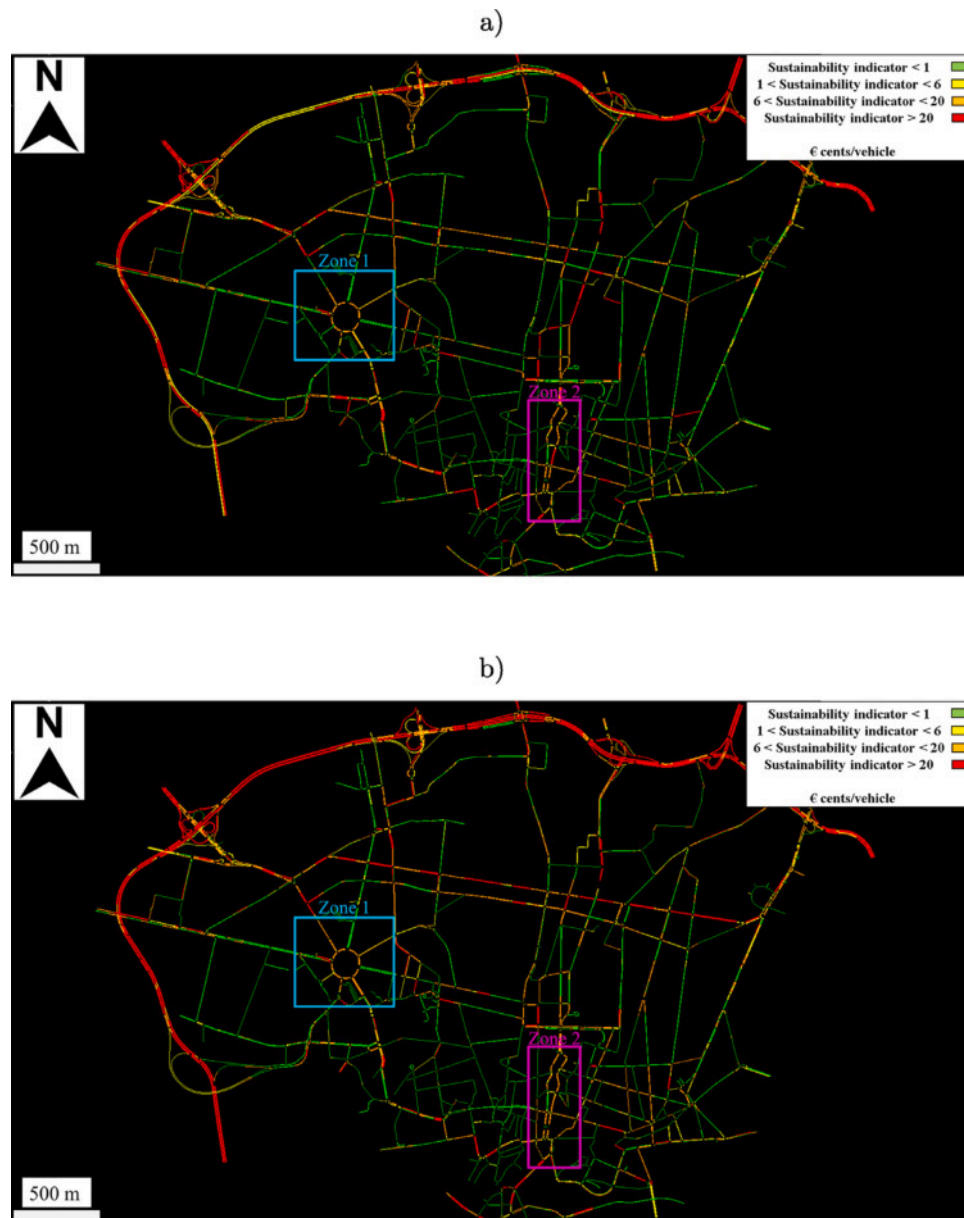 a)
N
Sustainability indicator < 1
1 < Sustainability indicator < 6
6 < Sustainability indicator < 20
Sustainability indicator > 20
€ cents/vehicle
Zone 1
Zone 2
500 m
b)
N
Sustainability indicator < 1
1 < Sustainability indicator < 6
6 < Sustainability indicator < 20
Sustainability indicator > 20
€ cents/vehicle
Zone 1
Zone 2
500 m